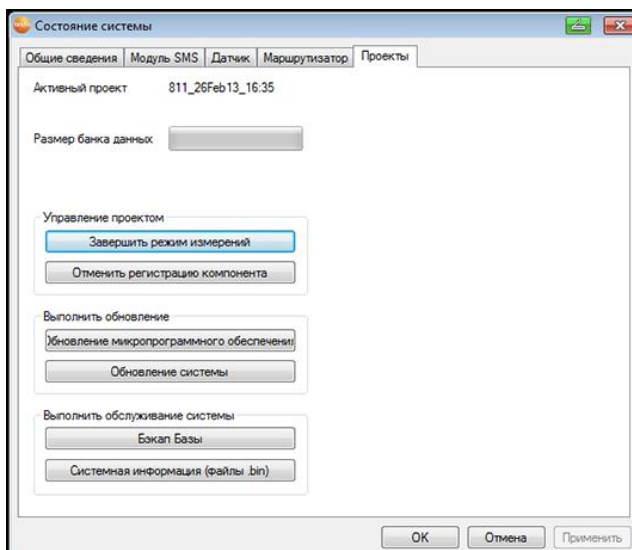 Состояние системы
Общие сведения Модуль SMS Датчик Маршрутизатор Проекты
Активный проект 811_26Feb13_16:35
Размер банка данных
Управление проектом
Завершить режим измерений
Отменить регистрацию компонента
Выполнить обновление
Обновление микропрограммного обеспечения
Обновление системы
Выполнить обслуживание системы
Бэкап Базы
Системная информация (файлы .bin)
OK Отмена Применить